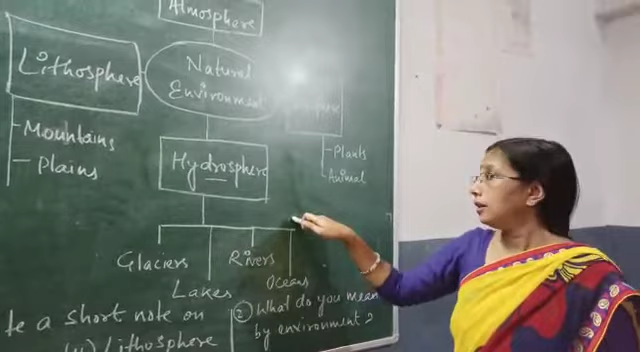 Atmosphere
Lithosphere
Natural
Environment
Mountains
Plains
Hydrosphere
Plants
Animal
Glaciers
Lakes
Rivers
Oceans
te a short note on
(ii) Lithosphere
② What do you mean
by environment?